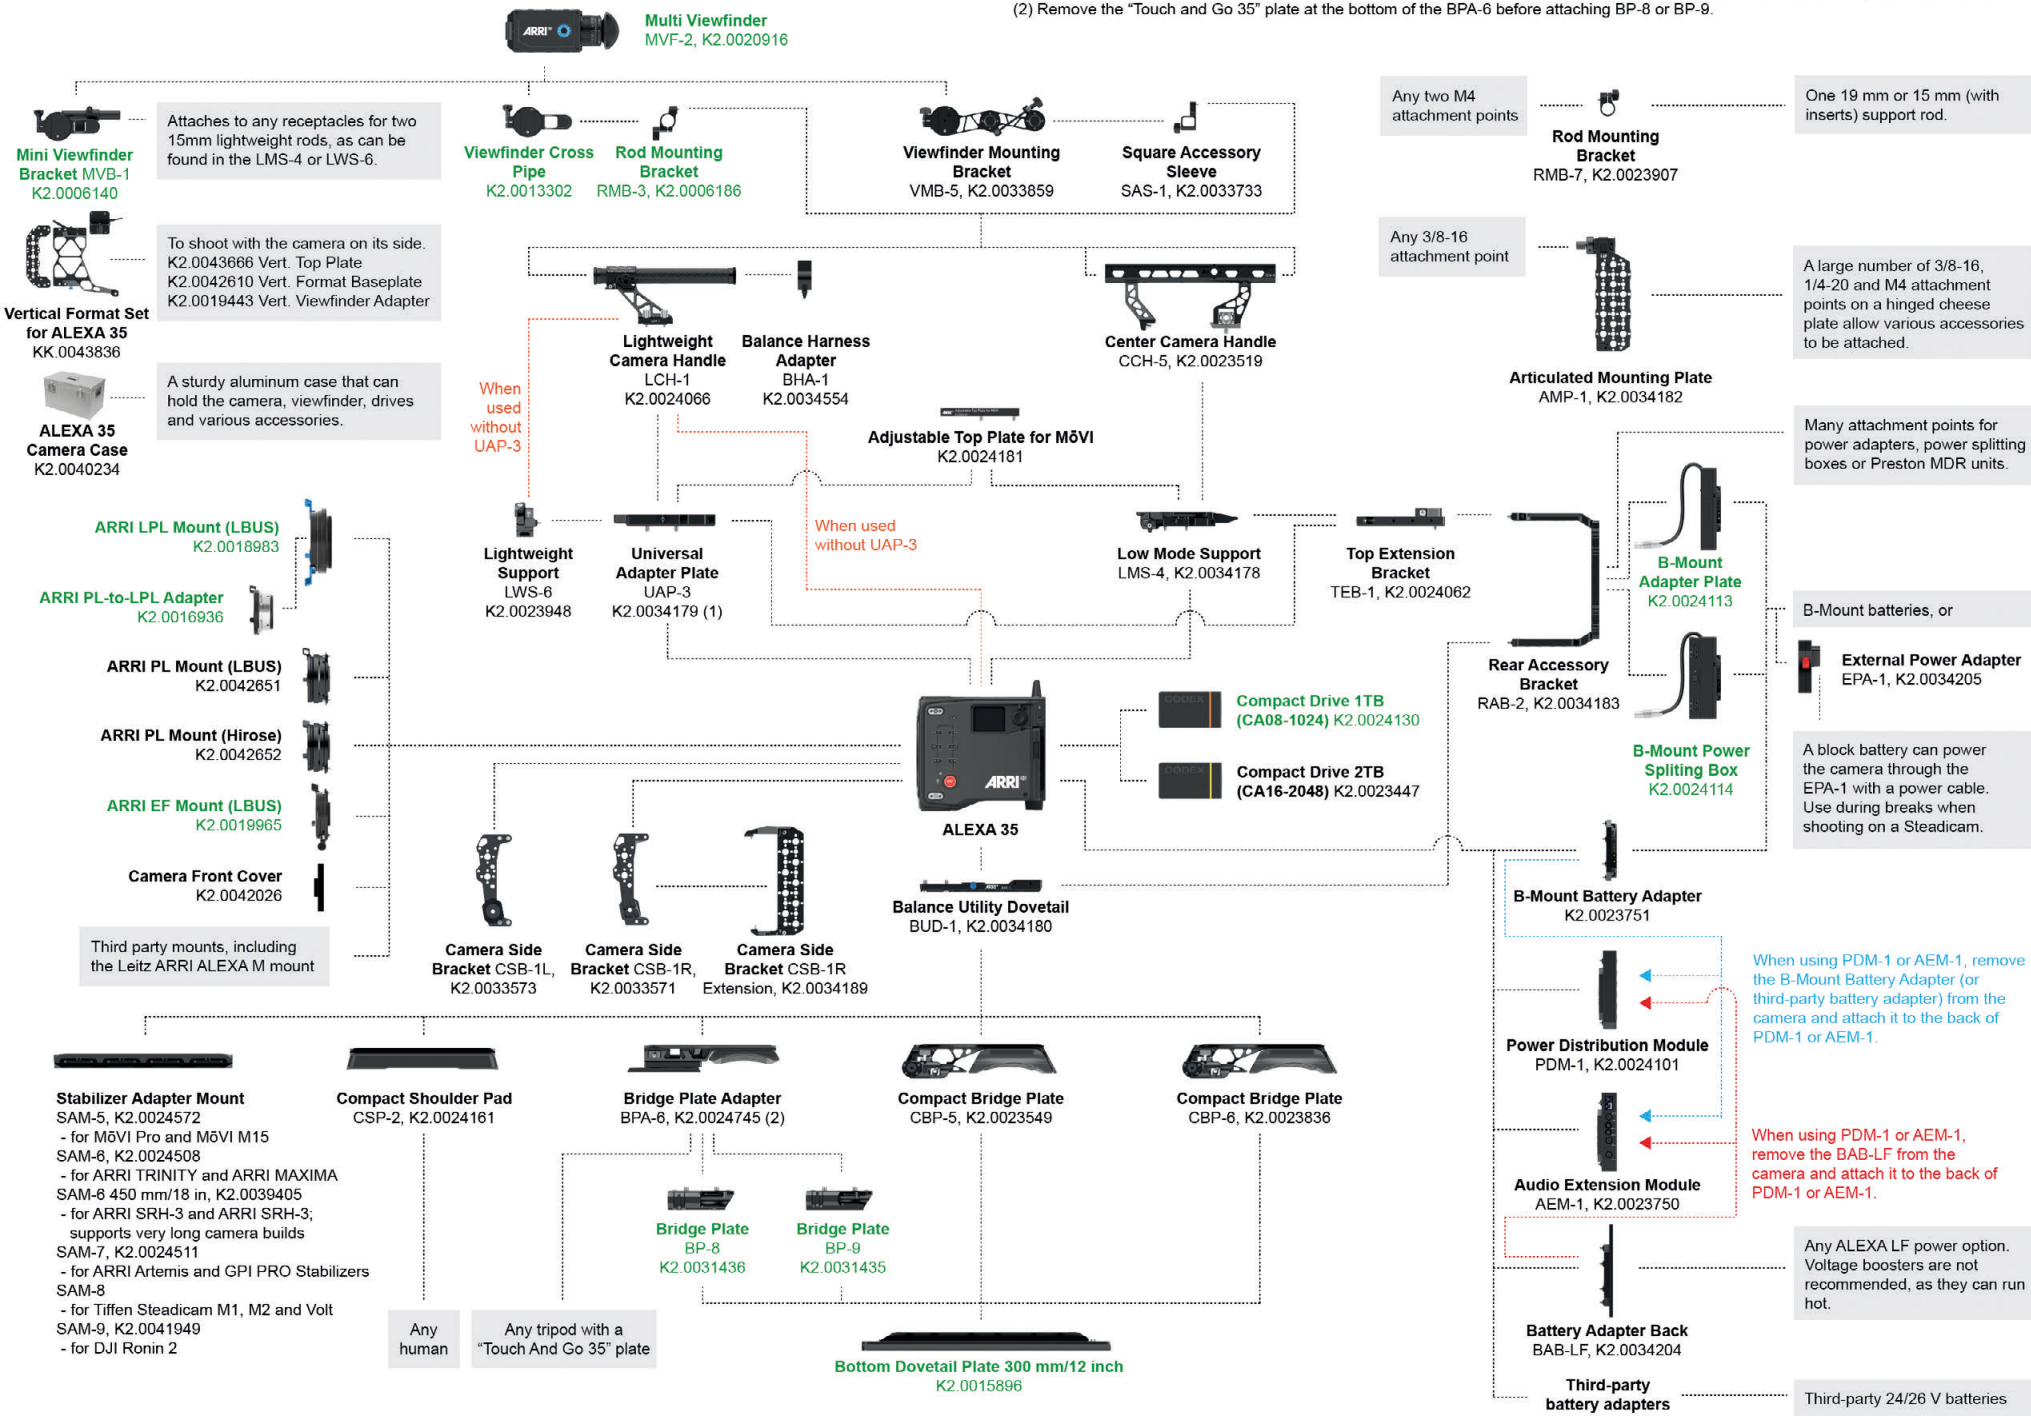 (2) Remove the “Touch and Go 35” plate at the bottom of the BPA-6 before attaching BP-8 or BP-9.
ARRI
Multi Viewfinder
MVF-2, K2.0020916
Mini Viewfinder
Bracket MVB-1
K2.0006140
Attaches to any receptacles for two
15mm lightweight rods, as can be
found in the LMS-4 or LWS-6.
Viewfinder Cross
Pipe
K2.0013302
Rod Mounting
Bracket
RMB-3, K2.0006186
Viewfinder Mounting
Bracket
VMB-5, K2.0033859
Square Accessory
Sleeve
SAS-1, K2.0033733
Any two M4
attachment points
Rod Mounting
Bracket
RMB-7, K2.0023907
One 19 mm or 15 mm (with
inserts) support rod.
Vertical Format Set
for ALEXA 35
KK.0043836
To shoot with the camera on its side.
K2.0043666 Vert. Top Plate
K2.0042610 Vert. Format Baseplate
K2.0019443 Vert. Viewfinder Adapter
Any 3/8-16
attachment point
Articulated Mounting Plate
AMP-1, K2.0034182
A large number of 3/8-16,
1/4-20 and M4 attachment
points on a hinged cheese
plate allow various accessories
to be attached.
Lightweight
Camera Handle
LCH-1
K2.0024066
Balance Harness
Adapter
BHA-1
K2.0034554
Center Camera Handle
CCH-5, K2.0023519
ALEXA 35
Camera Case
K2.0040234
A sturdy aluminum case that can
hold the camera, viewfinder, drives
and various accessories.
When
used
without
UAP-3
Adjustable Top Plate for MōVI
K2.0024181
Many attachment points for
power adapters, power splitting
boxes or Preston MDR units.
ARRI LPL Mount (LBUS)
K2.0018983
ARRI PL-to-LPL Adapter
K2.0016936
ARRI PL Mount (LBUS)
K2.0042651
ARRI PL Mount (Hirose)
K2.0042652
ARRI EF Mount (LBUS)
K2.0019965
Camera Front Cover
K2.0042026
Third party mounts, including
the Leitz ARRI ALEXA M mount
Lightweight
Support
LWS-6
K2.0023948
Universal
Adapter Plate
UAP-3
K2.0034179 (1)
When used
without UAP-3
Low Mode Support
LMS-4, K2.0034178
Top Extension
Bracket
TEB-1, K2.0024062
Rear Accessory
Bracket
RAB-2, K2.0034183
B-Mount
Adapter Plate
K2.0024113
B-Mount Power
Spliting Box
K2.0024114
B-Mount batteries, or
External Power Adapter
EPA-1, K2.0034205
A block battery can power
the camera through the
EPA-1 with a power cable.
Use during breaks when
shooting on a Steadicam.
ARRI
ALEXA 35
CODEX
Compact Drive 1TB
(CA08-1024) K2.0024130
CODEX
Compact Drive 2TB
(CA16-2048) K2.0023447
Camera Side
Bracket CSB-1L,
K2.0033573
Camera Side
Bracket CSB-1R,
K2.0033571
Camera Side
Bracket CSB-1R
Extension, K2.0034189
ARRI
Balance Utility Dovetail
BUD-1, K2.0034180
B-Mount Battery Adapter
K2.0023751
When using PDM-1 or AEM-1, remove
the B-Mount Battery Adapter (or
third-party battery adapter) from the
camera and attach it to the back of
PDM-1 or AEM-1.
Power Distribution Module
PDM-1, K2.0024101
Audio Extension Module
AEM-1, K2.0023750
When using PDM-1 or AEM-1,
remove the BAB-LF from the
camera and attach it to the back of
PDM-1 or AEM-1.
Battery Adapter Back
BAB-LF, K2.0034204
Any ALEXA LF power option.
Voltage boosters are not
recommended, as they can run
hot.
Third-party
battery adapters
Third-party 24/26 V batteries
Stabilizer Adapter Mount
SAM-5, K2.0024572
- for MōVI Pro and MōVI M15
SAM-6, K2.0024508
- for ARRI TRINITY and ARRI MAXIMA
SAM-6 450 mm/18 in, K2.0039405
- for ARRI SRH-3 and ARRI SRH-3;
supports very long camera builds
SAM-7, K2.0024511
- for ARRI Artemis and GPI PRO Stabilizers
SAM-8
- for Tiffen Steadicam M1, M2 and Volt
SAM-9, K2.0041949
- for DJI Ronin 2
Compact Shoulder Pad
CSP-2, K2.0024161
Any
human
Bridge Plate Adapter
BPA-6, K2.0024745 (2)
Any tripod with a
“Touch And Go 35” plate
Bridge Plate
BP-8
K2.0031436
Bridge Plate
BP-9
K2.0031435
Compact Bridge Plate
CBP-5, K2.0023549
Compact Bridge Plate
CBP-6, K2.0023836
Bottom Dovetail Plate 300 mm/12 inch
K2.0015896